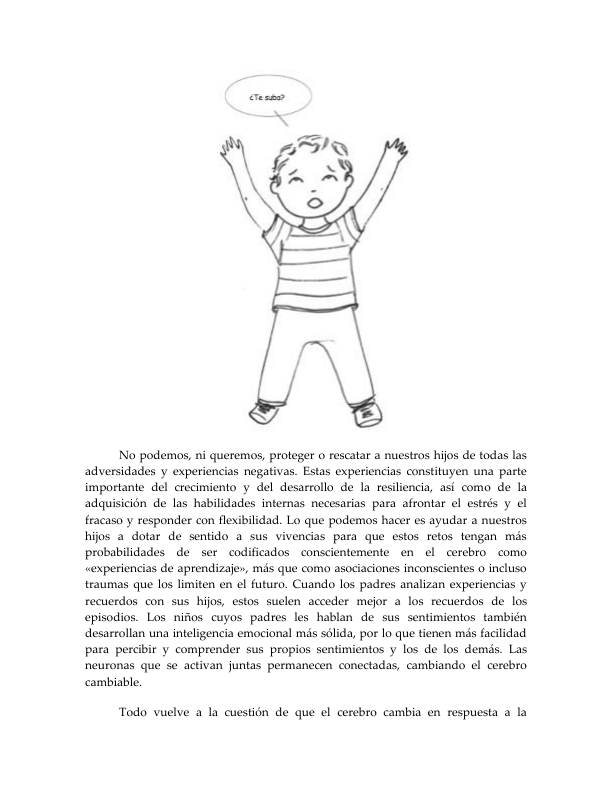 ¿Te subo?
No podemos, ni queremos, proteger o rescatar a nuestros hijos de todas las
adversidades y experiencias negativas. Estas experiencias constituyen una parte
importante del crecimiento y del desarrollo de la resiliencia, así como de la
adquisición de las habilidades internas necesarias para afrontar el estrés y el
fracaso y responder con flexibilidad. Lo que podemos hacer es ayudar a nuestros
hijos a dotar de sentido a sus vivencias para que estos retos tengan más
probabilidades de ser codificados conscientemente en el cerebro como
«experiencias de aprendizaje», más que como asociaciones inconscientes o incluso
traumas que los limiten en el futuro. Cuando los padres analizan experiencias y
recuerdos con sus hijos, estos suelen acceder mejor a los recuerdos de los
episodios. Los niños cuyos padres les hablan de sus sentimientos también
desarrollan una inteligencia emocional más sólida, por lo que tienen más facilidad
para percibir y comprender sus propios sentimientos y los de los demás. Las
neuronas que se activan juntas permanecen conectadas, cambiando el cerebro
cambiable.
Todo vuelve a la cuestión de que el cerebro cambia en respuesta a la